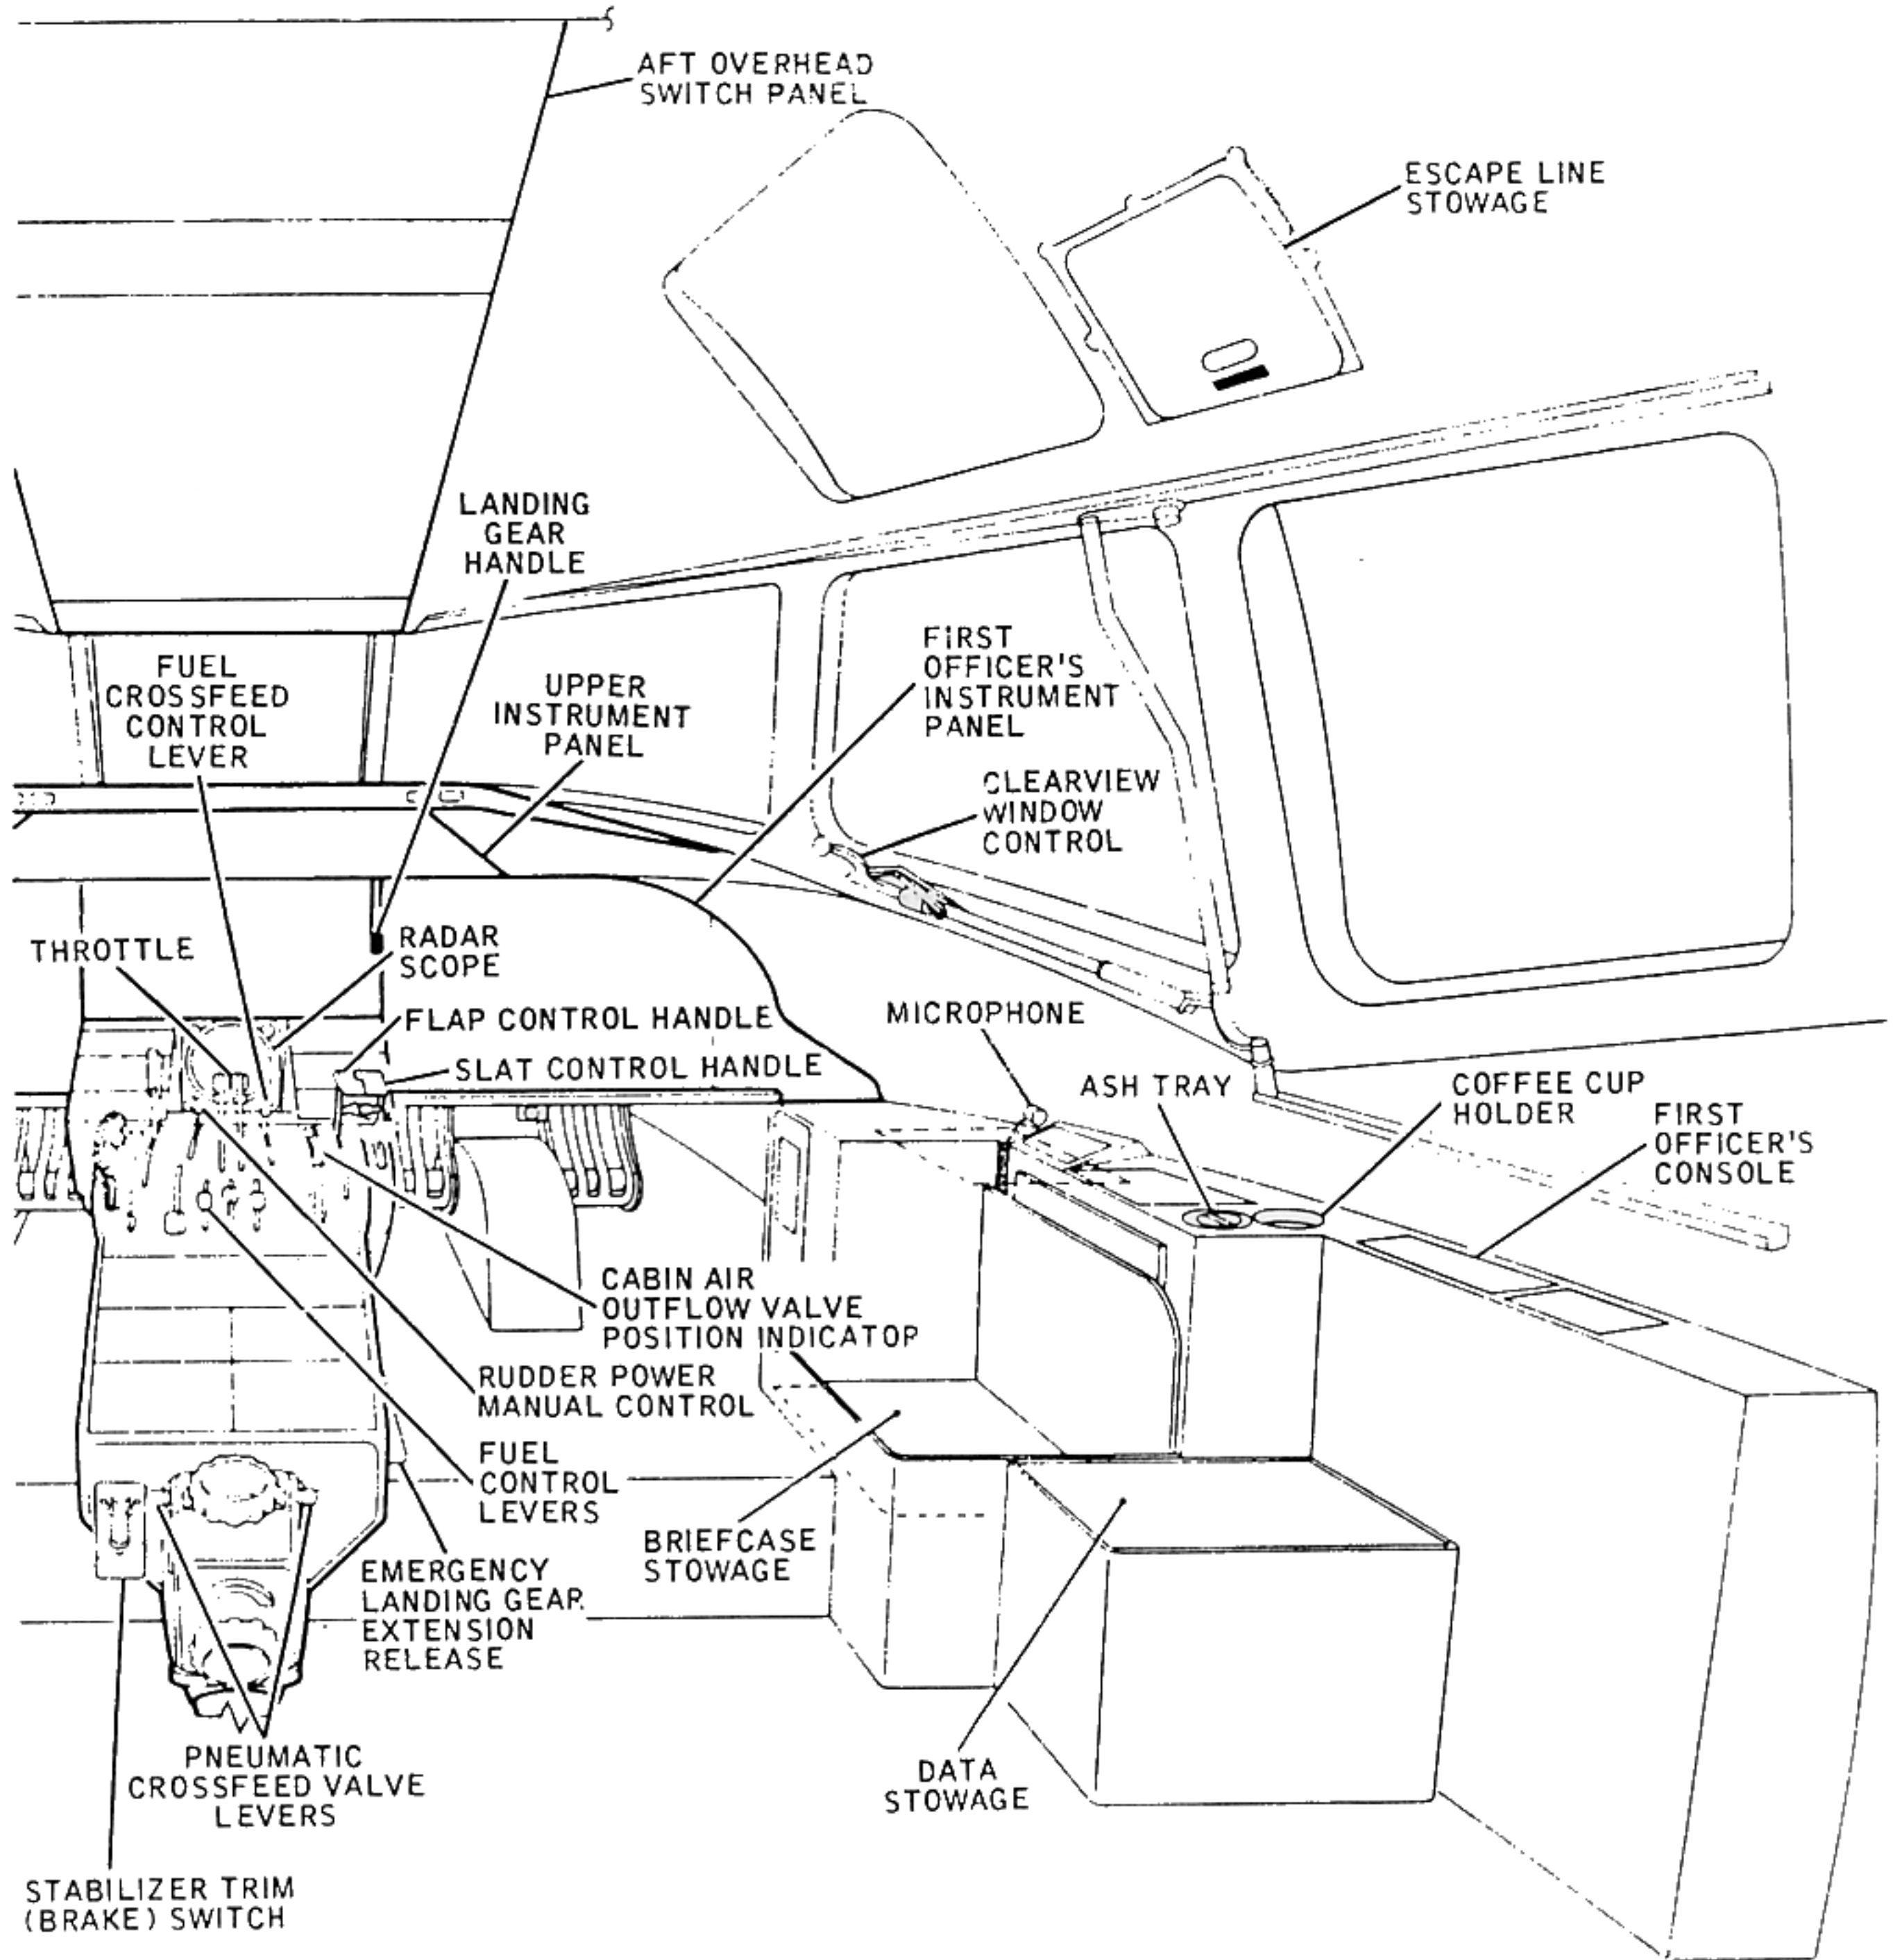 AFT OVERHEAD
SWITCH PANEL
ESCAPE LINE
STOWAGE
LANDING
GEAR
HANDLE
FUEL
CROSSFEED
CONTROL
LEVER
UPPER
INSTRUMENT
PANEL
FIRST
OFFICER'S
INSTRUMENT
PANEL
CLEARVIEW
WINDOW
CONTROL
THROTTLE
RADAR
SCOPE
FLAP CONTROL HANDLE
SLAT CONTROL HANDLE
MICROPHONE
ASH TRAY
COFFEE CUP
HOLDER
FIRST
OFFICER'S
CONSOLE
CABIN AIR
OUTFLOW VALVE
POSITION INDICATOR
RUDDER POWER
MANUAL CONTROL
FUEL
CONTROL
LEVERS
BRIEFCASE
STOWAGE
EMERGENCY
LANDING GEAR
EXTENSION
RELEASE
PNEUMATIC
CROSSFEED VALVE
LEVERS
DATA
STOWAGE
STABILIZER TRIM
(BRAKE) SWITCH